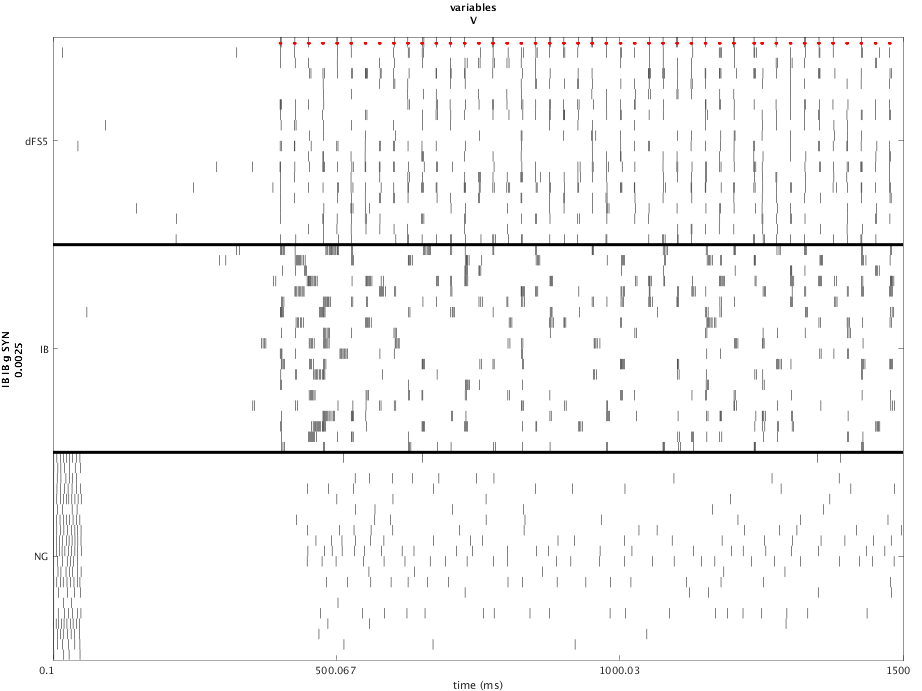 variables
V
dFS5
IB IB g SYN
0.0025
IB
NG
0.1
500.067
1000.03
1500
time (ms)